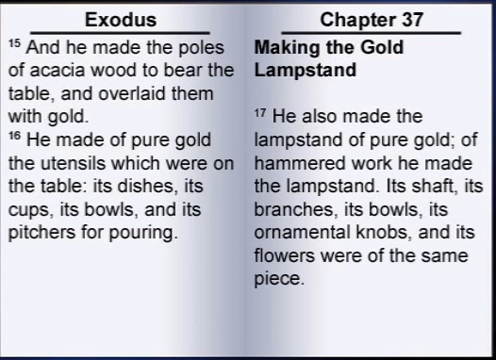 Exodus
¹⁵ And he made the poles
of acacia wood to bear the
table, and overlaid them
with gold.
¹⁶ He made of pure gold
the utensils which were on
the table: its dishes, its
cups, its bowls, and its
pitchers for pouring.
Chapter 37
Making the Gold
Lampstand
¹⁷ He also made the
lampstand of pure gold; of
hammered work he made
the lampstand. Its shaft, its
branches, its bowls, its
ornamental knobs, and its
flowers were of the same
piece.